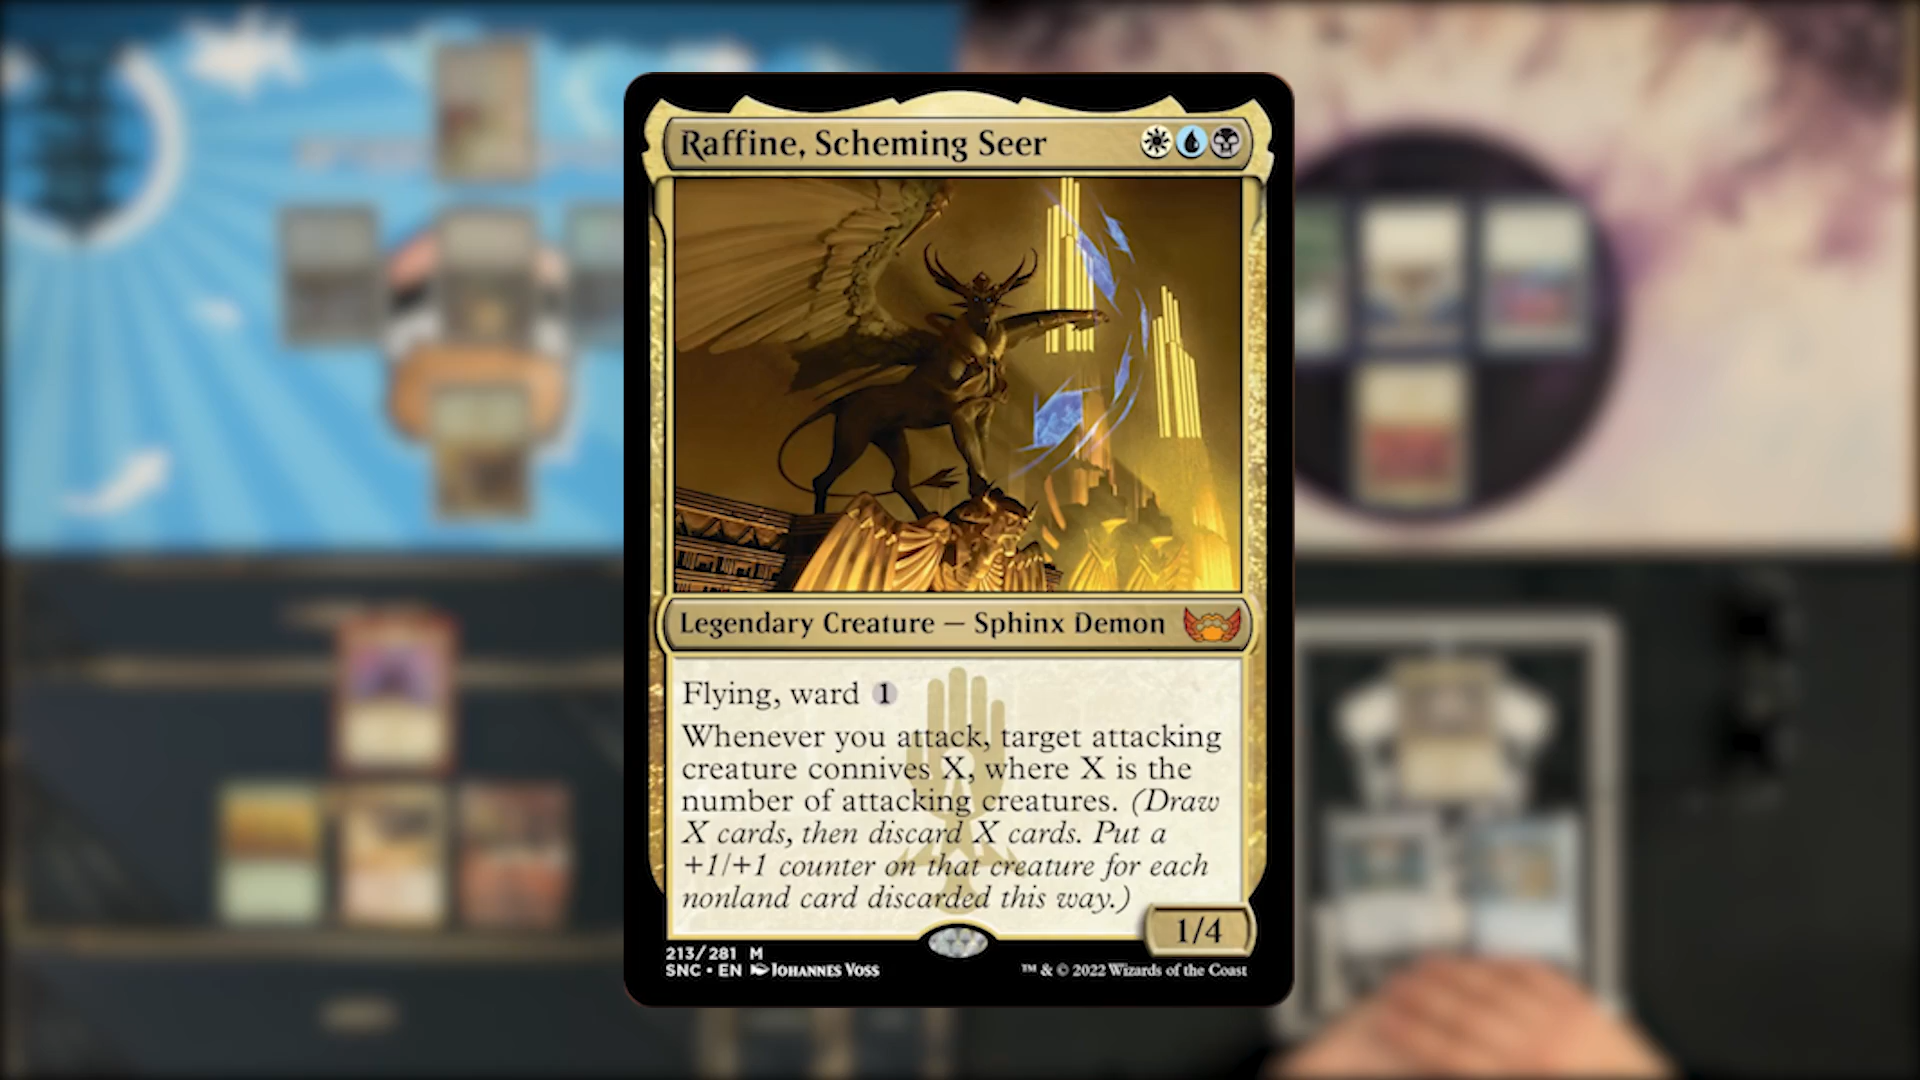 Raffine, Scheming Seer
Legendary Creature — Sphinx Demon
Flying, ward 1
Whenever you attack, target attacking
creature connives X, where X is the
number of attacking creatures. (Draw
X cards, then discard X cards. Put a
+1/+1 counter on that creature for each
nonland card discarded this way.)
1/4
213/281 M
SNC • EN Johannes Voss
™ & © 2022 Wizards of the Coast